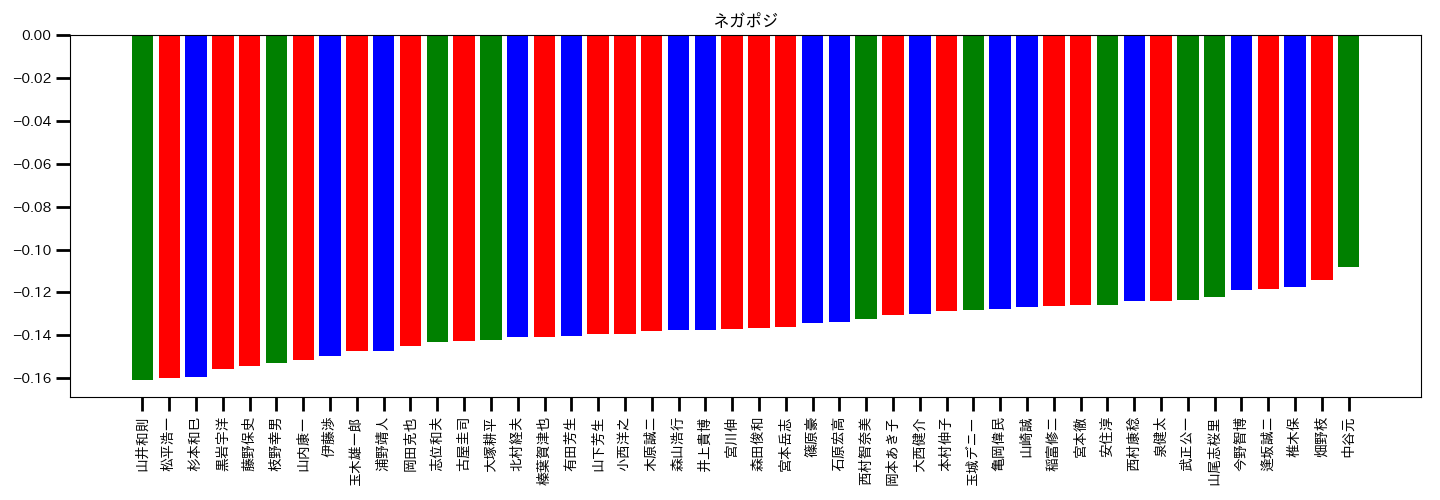 ネガポジ
0.00
−0.02
−0.04
−0.06
−0.08
−0.10
−0.12
−0.14
−0.16
山井和則
松平浩一
杉本和巳
黒岩宇洋
藤野保史
枝野幸男
山内康一
伊藤渉
玉木雄一郎
浦野靖人
岡田克也
志位和夫
古屋圭司
大塚耕平
北村経夫
榛葉賀津也
有田芳生
山下芳生
小西洋之
木原誠二
森山浩行
井上貴博
宮川伸
森田俊和
宮本岳志
篠原豪
石原宏高
西村智奈美
岡本あき子
大西健介
本村伸子
玉城デニー
亀岡偉民
山崎誠
稲富修二
宮本徹
安住淳
西村康稔
泉健太
武正公一
山尾志桜里
今野智博
逢坂誠二
椎木保
畑野枝
中谷元